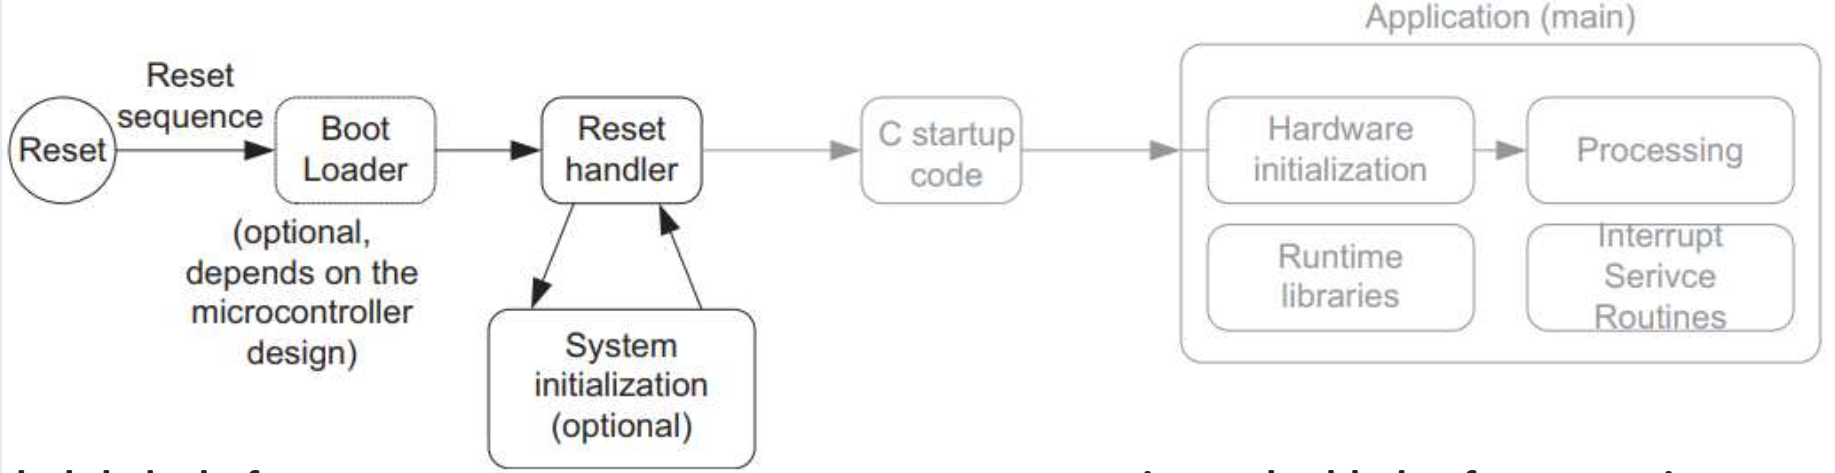 Application (main)
Reset
sequence
Reset
Boot
Loader
(optional,
depends on the
microcontroller
design)
Reset
handler
System
initialization
(optional)
C startup
code
Hardware
initialization
Processing
Runtime
libraries
Interrupt
Serivce
Routines